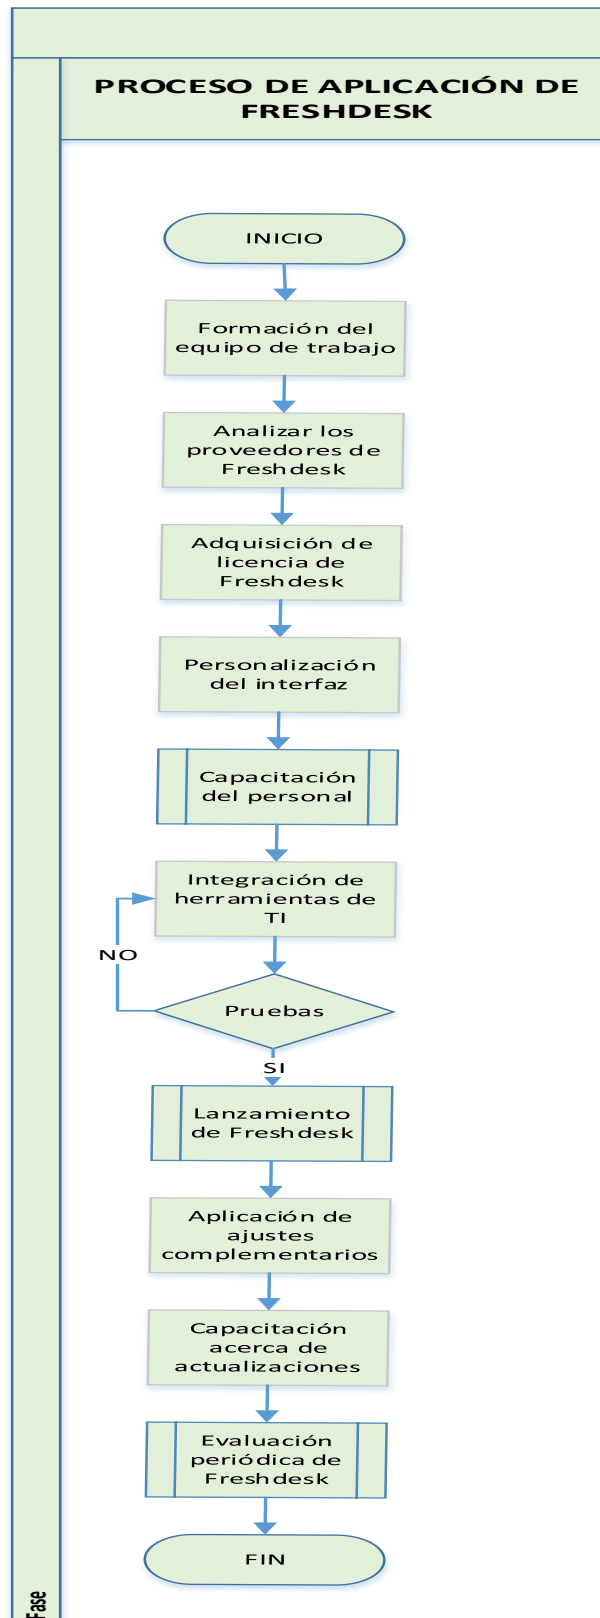 PROCESO DE APLICACIÓN DE
FRESHDESK
INICIO
Formación del
equipo de trabajo
Analizar los
proveedores de
Freshdesk
Adquisición de
licencia de
Freshdesk
Personalización
del interfaz
Capacitación
del personal
Integración de
herramientas de
TI
NO
Pruebas
SI
Lanzamiento
de Freshdesk
Aplicación de
ajustes
complementarios
Capacitación
acerca de
actualizaciones
Evaluación
periódica de
Freshdesk
FIN
Fase